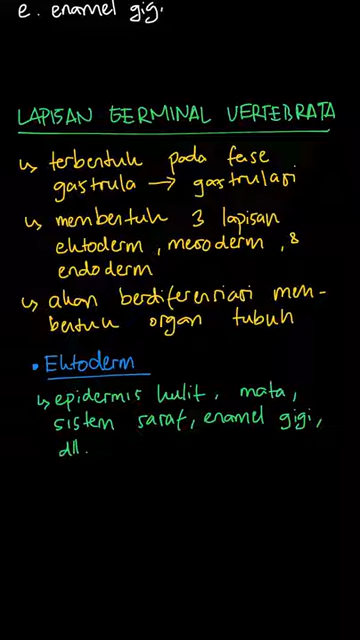 e. enamel gigi
LAPISAN GERMINAL VERTEBRATA
↳ terbentuk pada fase
gastrula → gastrulasi
↳ membentuk 3 lapisan
ektoderm, mesoderm, &
endoderm
↳ akan berdiferensiasi mem-
bentuk organ tubuh
• Ektoderm
↳ epidermis kulit, mata,
sistem saraf, enamel gigi,
dll.